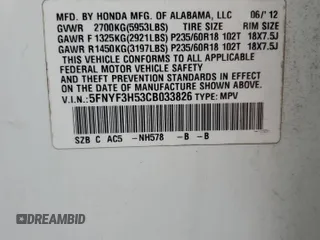 BY HONDA MFG. OF ALABAMA, LLC 06/'12
GVWR 2700KG(5953LBS) TIRE SIZE RIM SIZE
GAWR F 1325KG(2921LBS) P235/60R18 102T 18X7.5J
GAWR R 1450KG(3197LBS) P235/60R18 102T 18X7.5J
THIS VEHICLE CONFORMS TO ALL APPLICABLE
FEDERAL MOTOR VEHICLE SAFETY
AND THEFT PREVENTION STANDARDS IN EFFECT
ON THE DATE OF MANUFACTURE SHOWN ABOVE.
V.I.N.: 5FNYF3H53CB033826 TYPE: MPV
SZB C AC5 -NH578 -B -B
DREAMBID